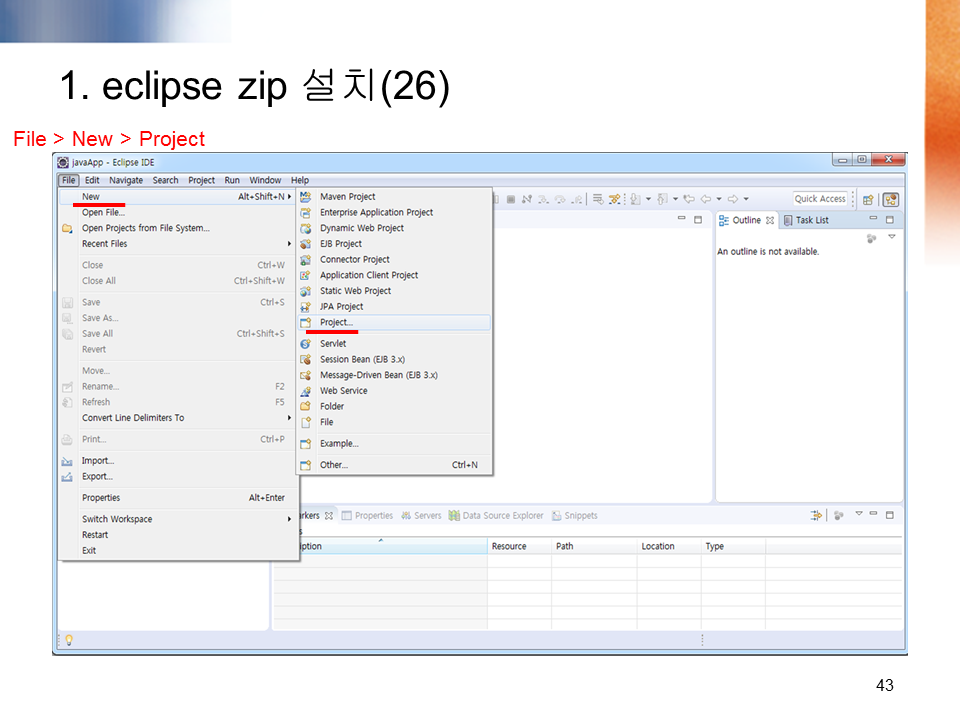 1. eclipse zip 설치(26)
File > New > Project
javaApp - Eclipse IDE
File Edit Navigate Search Project Run Window Help
New Alt+Shift+N
Open File...
Open Projects from File System...
Recent Files
Close Ctrl+W
Close All Ctrl+Shift+W
Save Ctrl+S
Save As...
Save All Ctrl+Shift+S
Revert
Move...
Rename... F2
Refresh F5
Convert Line Delimiters To
Print... Ctrl+P
Import...
Export...
Properties Alt+Enter
Switch Workspace
Restart
Exit
Maven Project
Enterprise Application Project
Dynamic Web Project
EJB Project
Connector Project
Application Client Project
Static Web Project
JPA Project
Project...
Servlet
Session Bean (EJB 3.x)
Message-Driven Bean (EJB 3.x)
Web Service
Folder
File
Example...
Other... Ctrl+N
Quick Access
Outline Task List
An outline is not available.
rkers Properties Servers Data Source Explorer Snippets
s
ption Resource Path Location Type
43